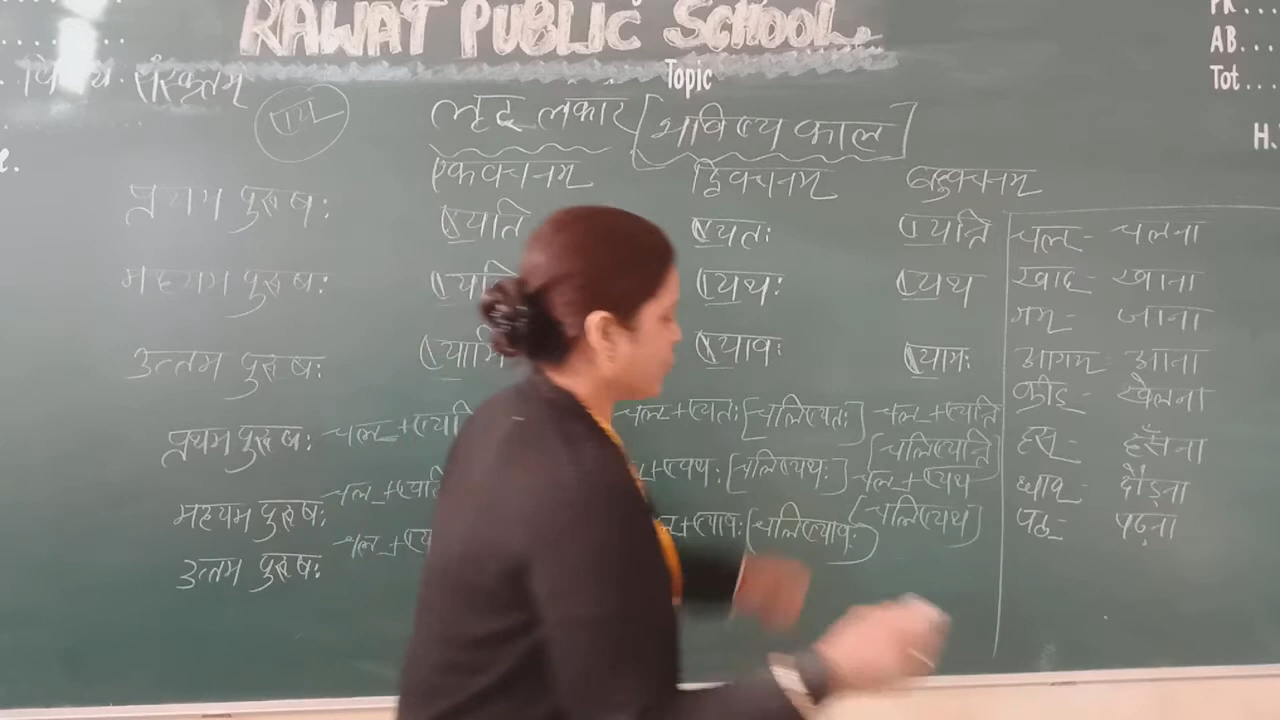 RAWAT PUBLIC SCHOOL
Topic
AB...
Tot....
H.
संस्कृतम्
लृट् लकार [भविष्य काल]
एकवचनम् द्विवचनम् बहुवचनम्
प्रथम पुरूषः ष्यति ष्यतः ष्यन्ति
मध्यम पुरूषः ष्यथः ष्यथ
उत्तम पुरूषः ष्यामि ष्यावः ष्यामः
चल् - चलना
खाद् - खाना
गम् - जाना
आगम् - आना
क्रीड् - खेलना
हस् - हँसना
धाव् - दौड़ना
पठ् - पढ़ना
प्रथम पुरूषः चल् + ष्यति चल् + ष्यतः [चलिष्यतः] चल् + ष्यन्ति
[चलिष्यन्ति]
मध्यम पुरूषः चल् + + ष्यथः [चलिष्यथः] चल् + ष्यथ
[चलिष्यथ]
उत्तम पुरूषः चल् + + ष्यावः [चलिष्यावः]